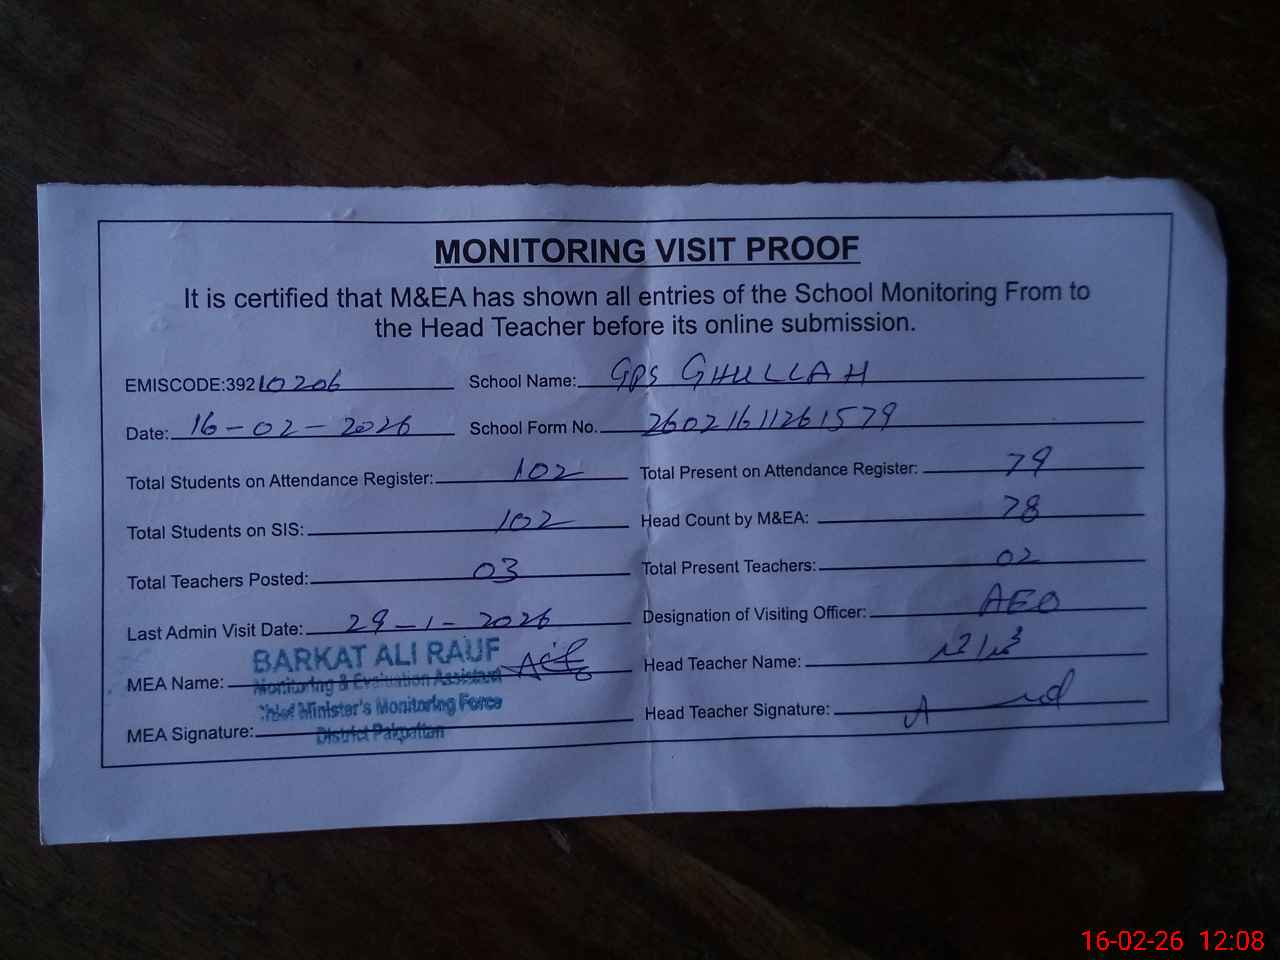 MONITORING VISIT PROOF
It is certified that M&EA has shown all entries of the School Monitoring From to
the Head Teacher before its online submission.
EMISCODE:39210206 School Name: GPS GHULLAH
Date: 16-02-2026 School Form No. 26021611261579
Total Students on Attendance Register: 102 Total Present on Attendance Register: 79
Total Students on SIS: 102 Head Count by M&EA: 78
Total Teachers Posted: 03 Total Present Teachers: 02
Last Admin Visit Date: 29-1-2026 Designation of Visiting Officer: AEO
BARKAT ALI RAUF
MEA Name: Head Teacher Name:
Monitoring & Evaluation Assistant
Chief Minister's Monitoring Force
MEA Signature: Head Teacher Signature:
District Pakpattan
16-02-26 12:08